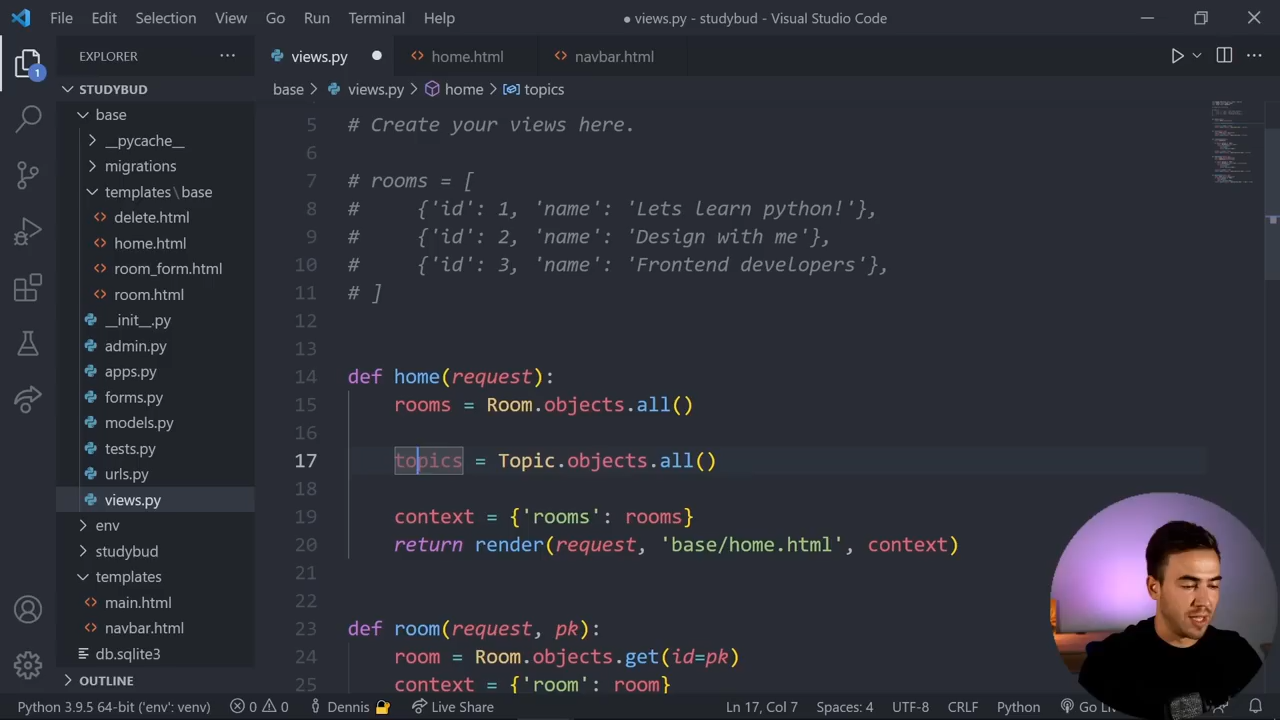 File Edit Selection View Go Run Terminal Help
● views.py - studybud - Visual Studio Code
EXPLORER
views.py
home.html
navbar.html
1
STUDYBUD
base > views.py > home > topics
base
__pycache__
migrations
templates\base
delete.html
home.html
room_form.html
room.html
__init__.py
admin.py
apps.py
forms.py
models.py
tests.py
urls.py
views.py
env
studybud
templates
main.html
navbar.html
db.sqlite3
OUTLINE
5 # Create your views here.
6
7 # rooms = [
8 #     {'id': 1, 'name': 'Lets learn python!'},
9 #     {'id': 2, 'name': 'Design with me'},
10 #     {'id': 3, 'name': 'Frontend developers'},
11 # ]
12
13
14 def home(request):
15     rooms = Room.objects.all()
16
17     topics = Topic.objects.all()
18
19     context = {'rooms': rooms}
20     return render(request, 'base/home.html', context)
21
22
23 def room(request, pk):
24     room = Room.objects.get(id=pk)
25     context = {'room': room}
Python 3.9.5 64-bit ('env': venv) 0 0 Dennis Live Share Ln 17, Col 7 Spaces: 4 UTF-8 CRLF Python Go Li